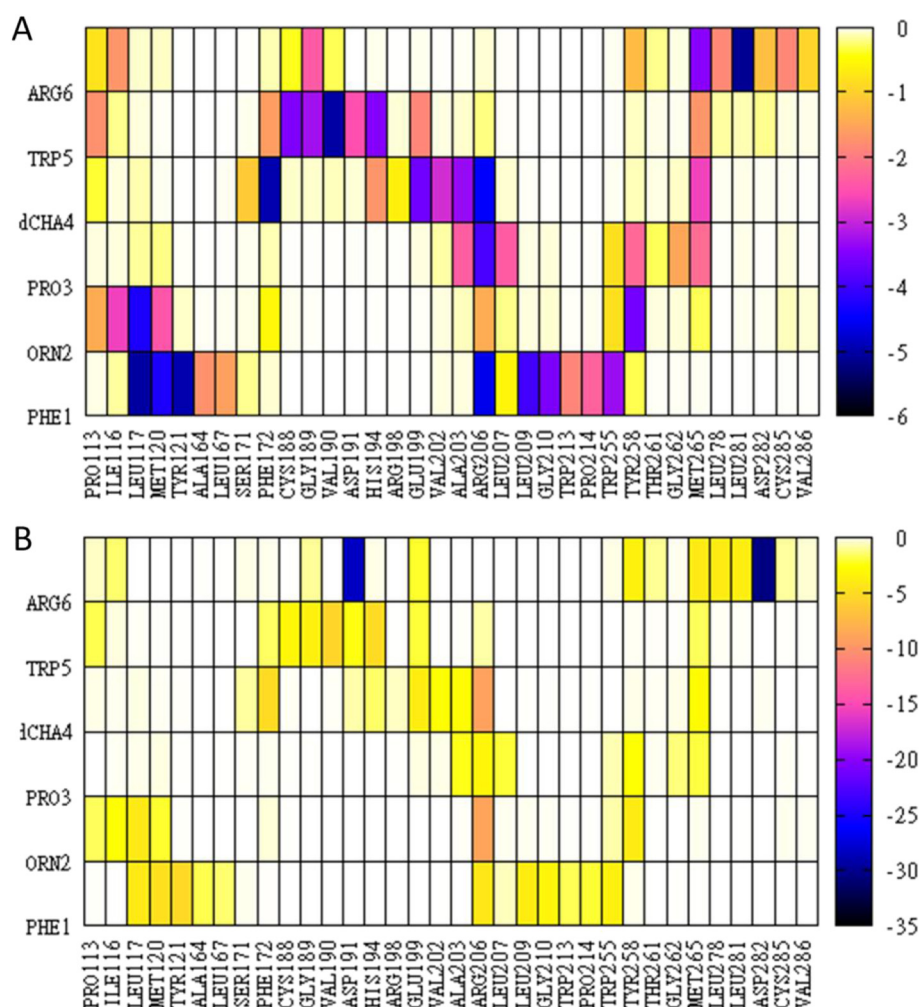 A
ARG6
TRP5
dCHA4
PRO3
ORN2
PHE1
0
-1
-2
-3
-4
-5
-6
PRO113
ILE116
LEU117
MET120
TYR121
ALA164
LEU167
SER171
PHE172
CYS188
GLY189
VAL190
ASP191
HIS194
ARG198
GLU199
VAL202
ALA203
ARG206
LEU207
LEU209
GLY210
TRP213
PRO214
TRP255
TYR258
THR261
GLY262
MET265
LEU278
LEU281
ASP282
CYS285
VAL286
B
ARG6
TRP5
dCHA4
PRO3
ORN2
PHE1
0
-5
-10
-15
-20
-25
-30
-35
PRO113
ILE116
LEU117
MET120
TYR121
ALA164
LEU167
SER171
PHE172
CYS188
GLY189
VAL190
ASP191
HIS194
ARG198
GLU199
VAL202
ALA203
ARG206
LEU207
LEU209
GLY210
TRP213
PRO214
TRP255
TYR258
THR261
GLY262
MET265
LEU278
LEU281
ASP282
CYS285
VAL286